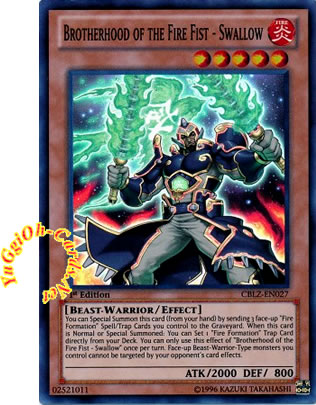 BROTHERHOOD OF THE FIRE FIST - SWALLOW
FIRE
炎
YuGgiOh-Cards.Net
1st Edition
CBLZ-EN027
[BEAST-WARRIOR/EFFECT]
You can Special Summon this card (from your hand) by sending 3 face-up "Fire
Formation" Spell/Trap Cards you control to the Graveyard. When this card
is Normal or Special Summoned: You can Set 1 "Fire Formation" Trap Card
directly from your Deck. You can only use this effect of "Brotherhood of the
Fire Fist - Swallow" once per turn. Face-up Beast-Warrior-Type monsters you
control cannot be targeted by your opponent's card effects.
ATK/2000 DEF/ 800
02521011
©1996 KAZUKI TAKAHASHI